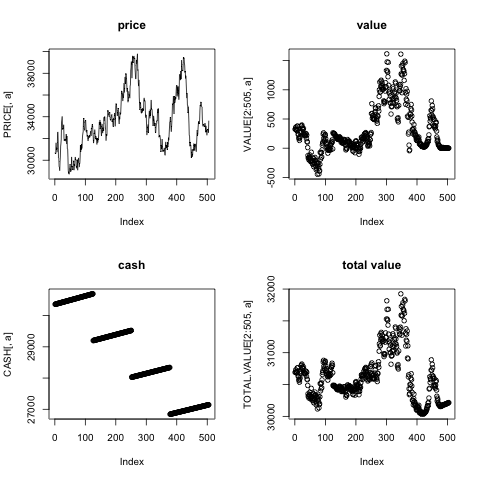 price
PRICE[, a]
30000 34000 38000
0 100 200 300 400 500
Index
value
VALUE[2:505, a]
-500 0 500 1500
0 100 200 300 400 500
Index
cash
CASH[, a]
27000 29000
0 100 200 300 400 500
Index
total value
TOTAL.VALUE[2:505, a]
30000 31000 32000
0 100 200 300 400 500
Index